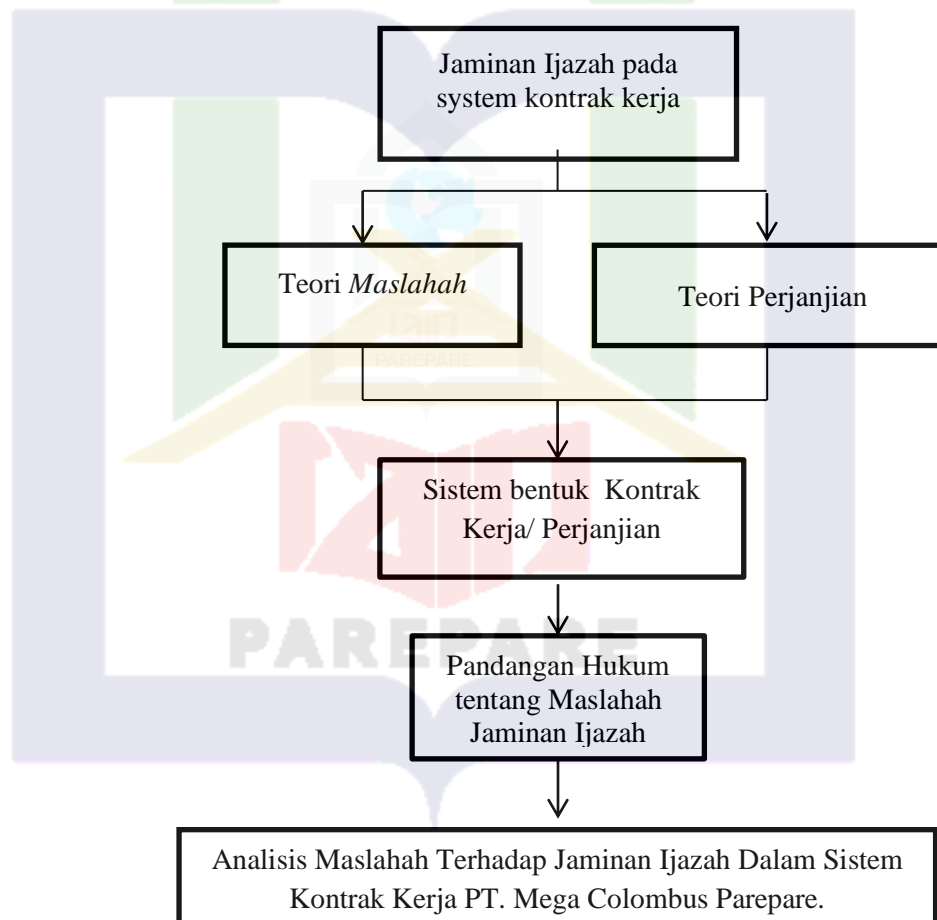 Jaminan Ijazah pada
system kontrak kerja
Teori Maslahah
Teori Perjanjian
PAREPARE
Sistem bentuk Kontrak
Kerja/ Perjanjian
PAREPARE
Pandangan Hukum
tentang Maslahah
Jaminan Ijazah
Analisis Maslahah Terhadap Jaminan Ijazah Dalam Sistem
Kontrak Kerja PT. Mega Colombus Parepare.